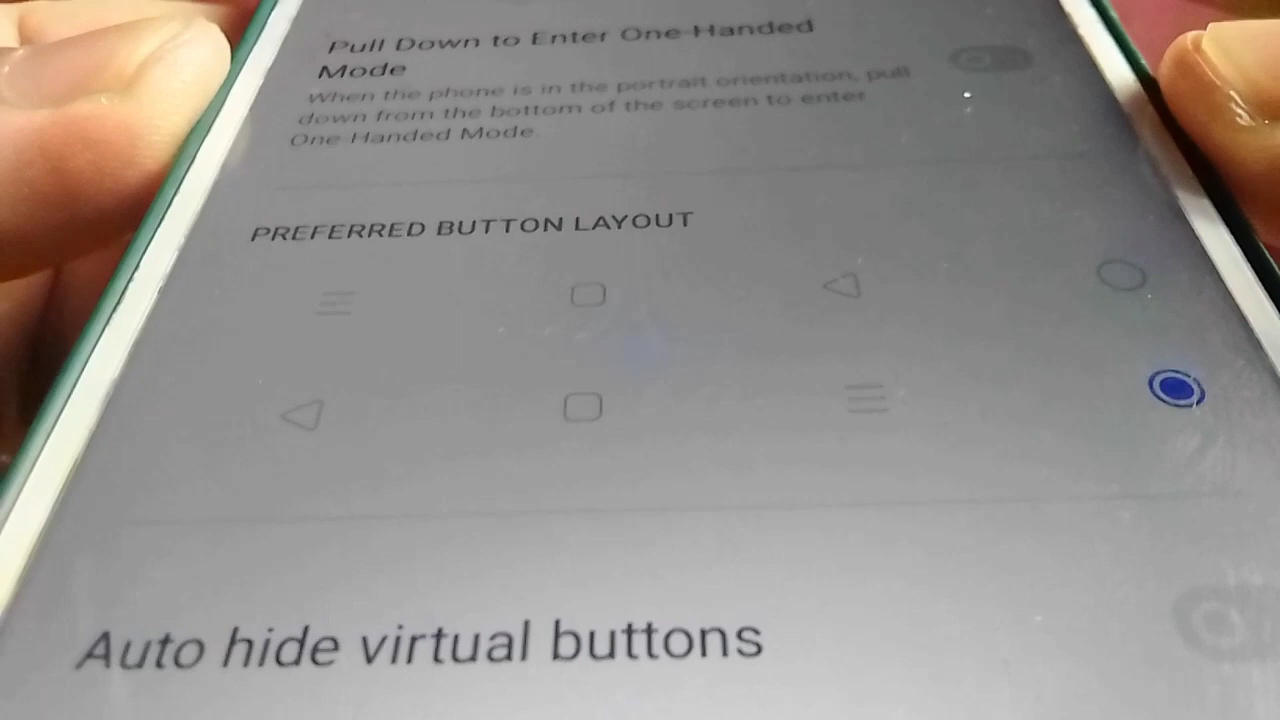 Pull Down to Enter One-Handed
Mode
When the phone is in the portrait orientation, pull
down from the bottom of the screen to enter
One-Handed Mode.
PREFERRED BUTTON LAYOUT
Auto hide virtual buttons